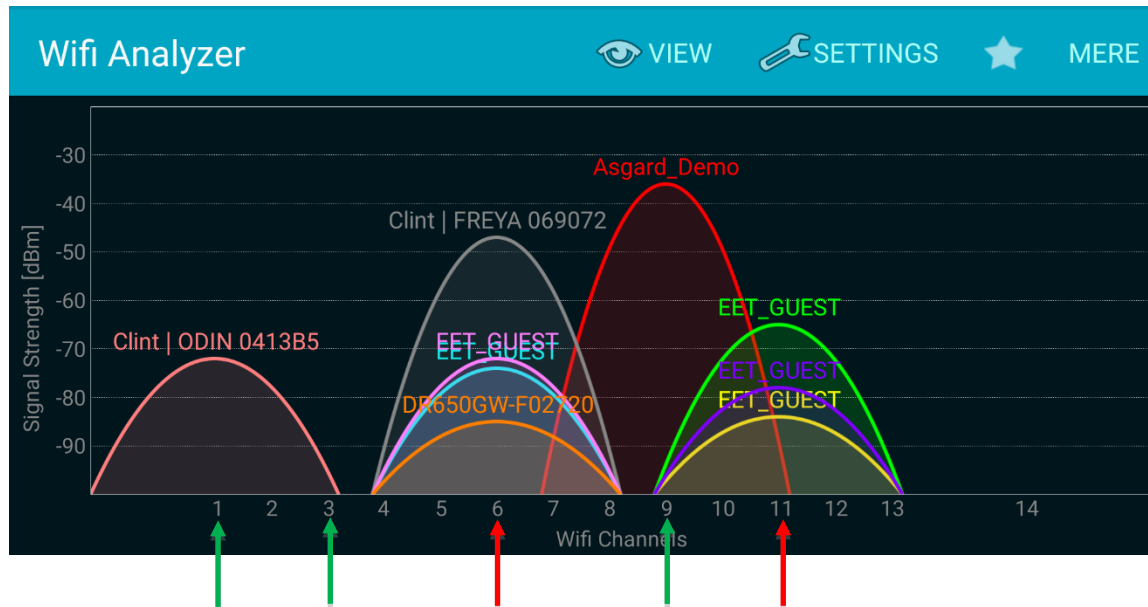 Wifi Analyzer VIEW SETTINGS MERE
-30
Asgard_Demo
-40
Clint | FREYA 069072
-50
-60
EET_GUEST
Clint | ODIN 0413B5
EET_GUEST
EET_GUEST
-70
EET_GUEST
-80
DR650GW-F02720
EET_GUEST
-90
Signal Strength [dBm]
1 2 3 4 5 6 7 8 9 10 11 12 13 14
Wifi Channels